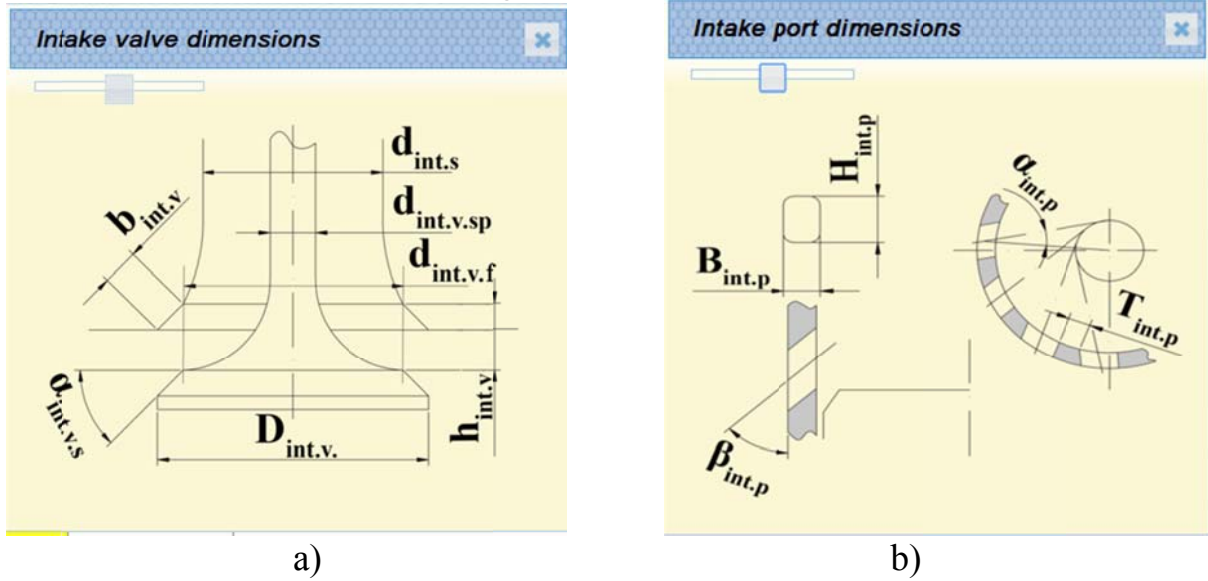 Intake valve dimensions
d int.s
b int.v
d int.v.sp
d int.v.f
α int.v.s
h int.v
D int.v.
a)
Intake port dimensions
H int.p
α int.p
B int.p
T int.p
β int.p
b)